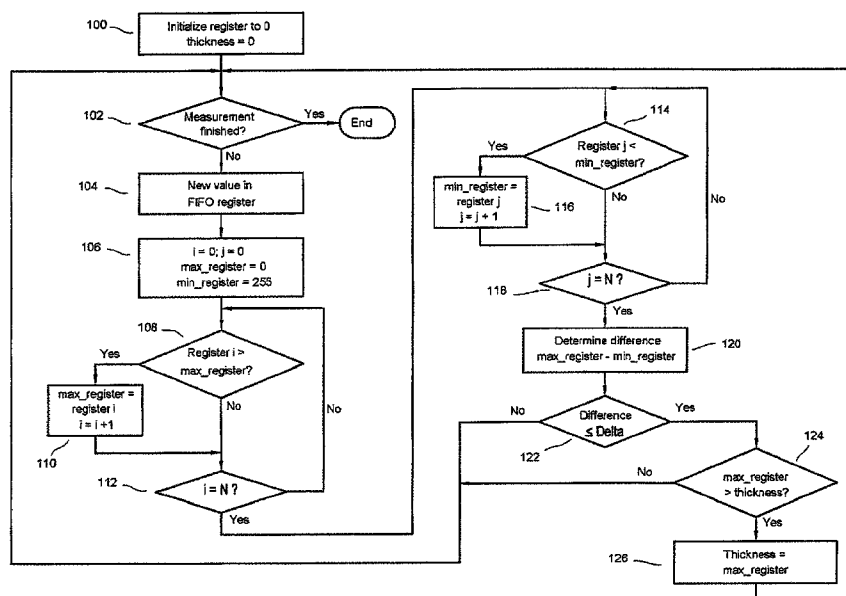 100
Initialize register to 0
thickness = 0
102
Measurement
finished?
Yes
End
No
104
New value in
FIFO register
106
i = 0; j = 0
max_register = 0
min_register = 255
108
Register i >
max_register?
Yes
No
No
max_register =
register i
i = i +1
110
112
i = N ?
Yes
114
Register j <
min_register?
Yes
No
No
min_register =
register j
j = j + 1
116
118
j = N ?
Yes
Determine difference
max_register - min_register
120
Difference
≤ Delta
No
Yes
122
124
max_register
> thickness?
No
Yes
126
Thickness =
max_register